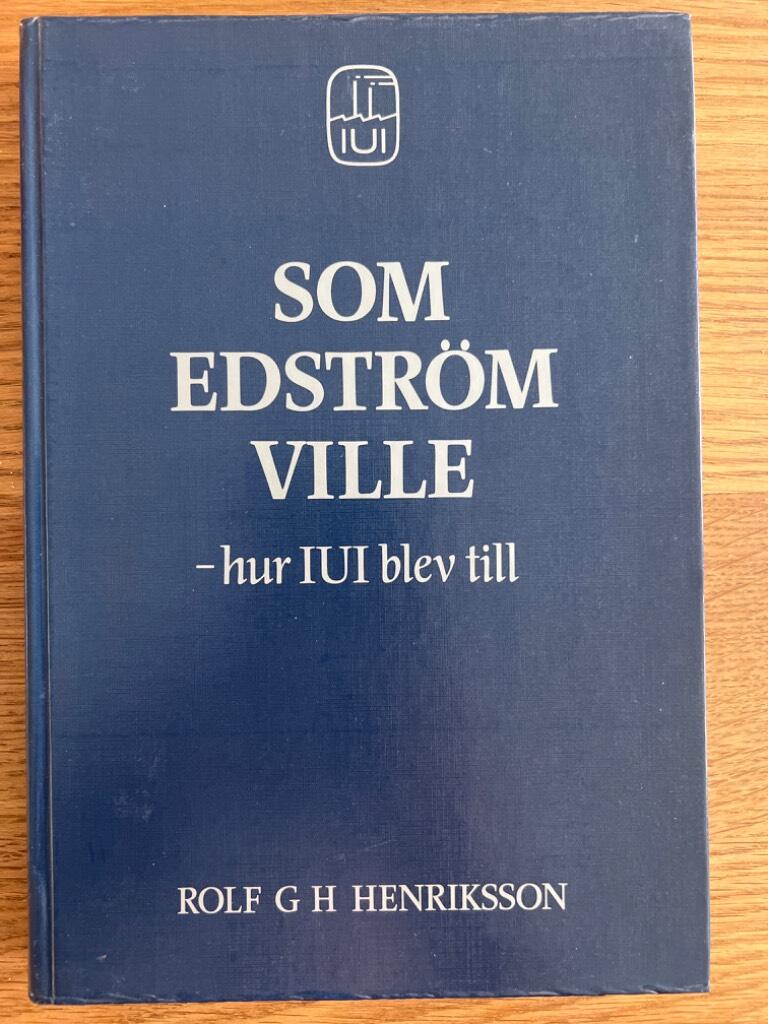 IUI
SOM
EDSTRÖM
VILLE
–hur IUI blev till
ROLF G H HENRIKSSON